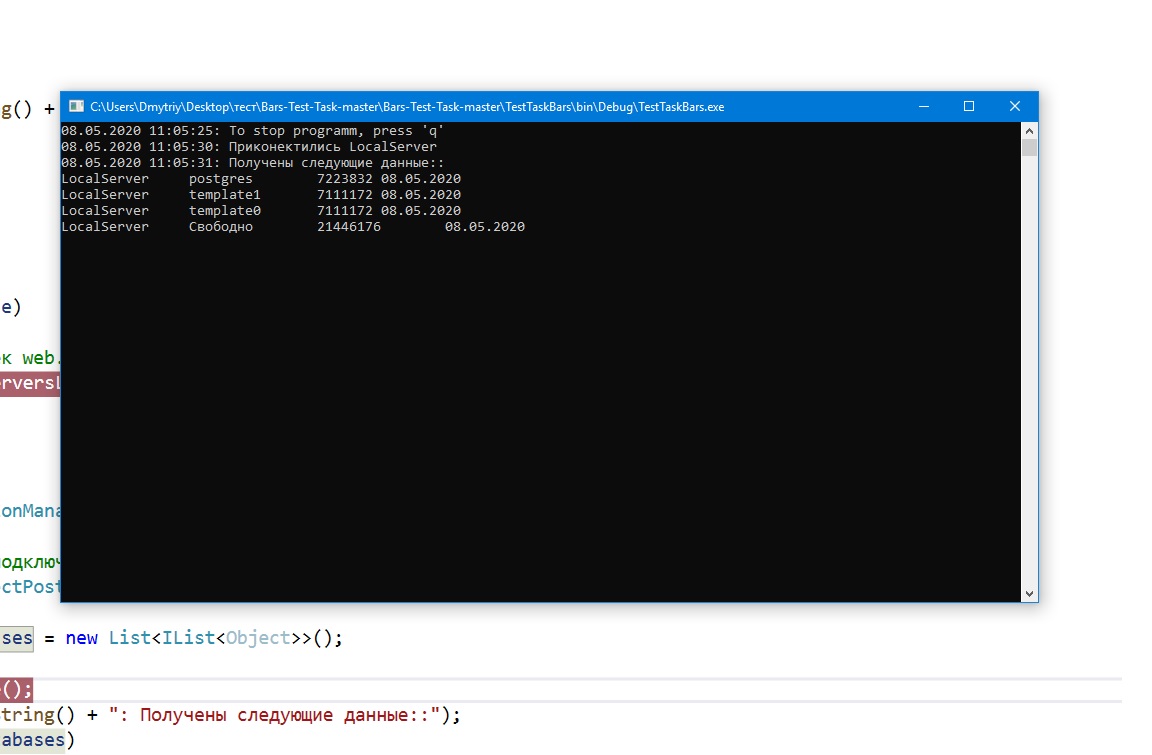 g() +
C:\Users\Dmytriy\Desktop\тест\Bars-Test-Task-master\Bars-Test-Task-master\TestTaskBars\bin\Debug\TestTaskBars.exe
08.05.2020 11:05:25: To stop programm, press 'q'
08.05.2020 11:05:30: Приконектились LocalServer
08.05.2020 11:05:31: Получены следующие данные::
LocalServer postgres 7223832 08.05.2020
LocalServer template1 7111172 08.05.2020
LocalServer template0 7111172 08.05.2020
LocalServer Свободно 21446176 08.05.2020
e)
к web.
rversL
onMana
одключ
ctPost
ses = new List<IList<Object>>();
();
tring() + ": Получены следующие данные::");
abases)